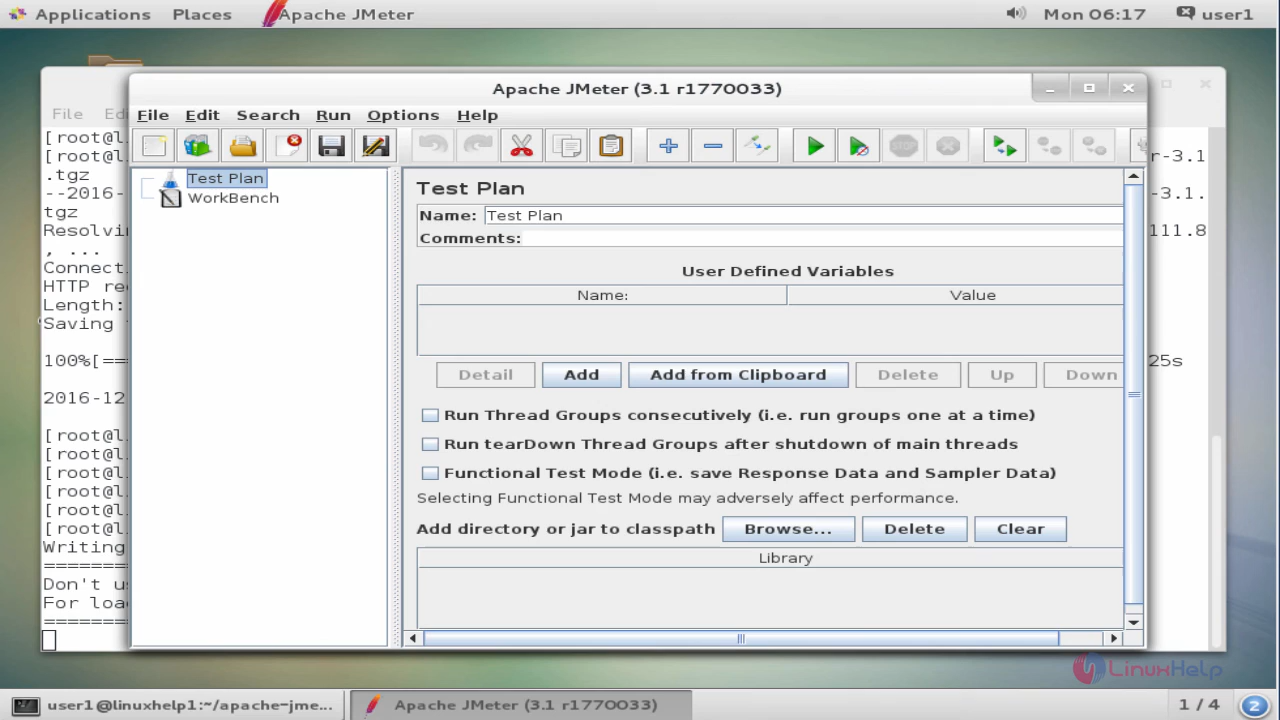 Applications Places Apache JMeter Mon 06:17 user1
Apache JMeter (3.1 r1770033)
File Edit Search Run Options Help
File
[root@l
[root@l
.tgz
--2016-
tgz
Resolvi
, ...
Connect
HTTP re
Length:
Saving
100%[==
2016-12
[root@l
[root@l
[root@l
[root@l
[root@l
[root@l
Writing
=======
Don't u
For loa
=======
r-3.1
-3.1.
111.8
25s
Test Plan
WorkBench
Test Plan
Name: Test Plan
Comments:
User Defined Variables
Name: Value
Detail Add Add from Clipboard Delete Up Down
Run Thread Groups consecutively (i.e. run groups one at a time)
Run tearDown Thread Groups after shutdown of main threads
Functional Test Mode (i.e. save Response Data and Sampler Data)
Selecting Functional Test Mode may adversely affect performance.
Add directory or jar to classpath Browse... Delete Clear
Library
LinuxHelp
user1@linuxhelp1:~/apache-jme... Apache JMeter (3.1 r1770033) 1 / 4 2